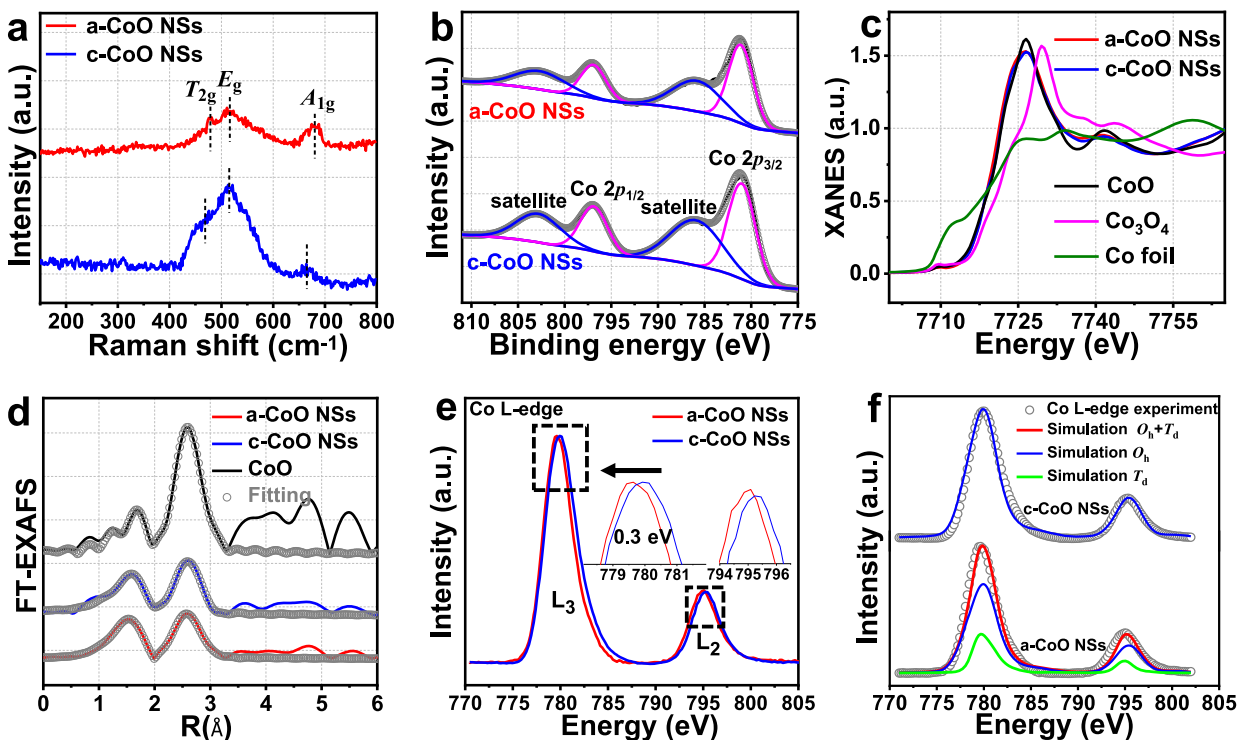 a
a-CoO NSs
c-CoO NSs
T2g
Eg
A1g
Intensity (a.u.)
200 300 400 500 600 700 800
Raman shift (cm-1)
b
a-CoO NSs
Co 2p3/2
Co 2p1/2
satellite
satellite
c-CoO NSs
Intensity (a.u.)
810 805 800 795 790 785 780 775
Binding energy (eV)
c
a-CoO NSs
c-CoO NSs
CoO
Co3O4
Co foil
XANES (a.u.)
1.5
1.0
0.5
0.0
7710 7725 7740 7755
Energy (eV)
d
a-CoO NSs
c-CoO NSs
CoO
Fitting
FT-EXAFS
0 1 2 3 4 5 6
R(Å)
e
Co L-edge
a-CoO NSs
c-CoO NSs
0.3 eV
779 780 781
794 795 796
L3
L2
Intensity (a.u.)
770 775 780 785 790 795 800 805
Energy (eV)
f
Co L-edge experiment
Simulation Oh+Td
Simulation Oh
Simulation Td
c-CoO NSs
a-CoO NSs
Intensity (a.u.)
770 775 780 785 790 795 800 805
Energy (eV)